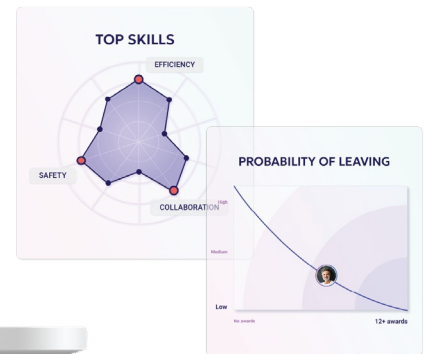 TOP SKILLS
EFFICIENCY
SAFETY
COLLABORATION
PROBABILITY OF LEAVING
High
Medium
Low
No awards
12+ awards